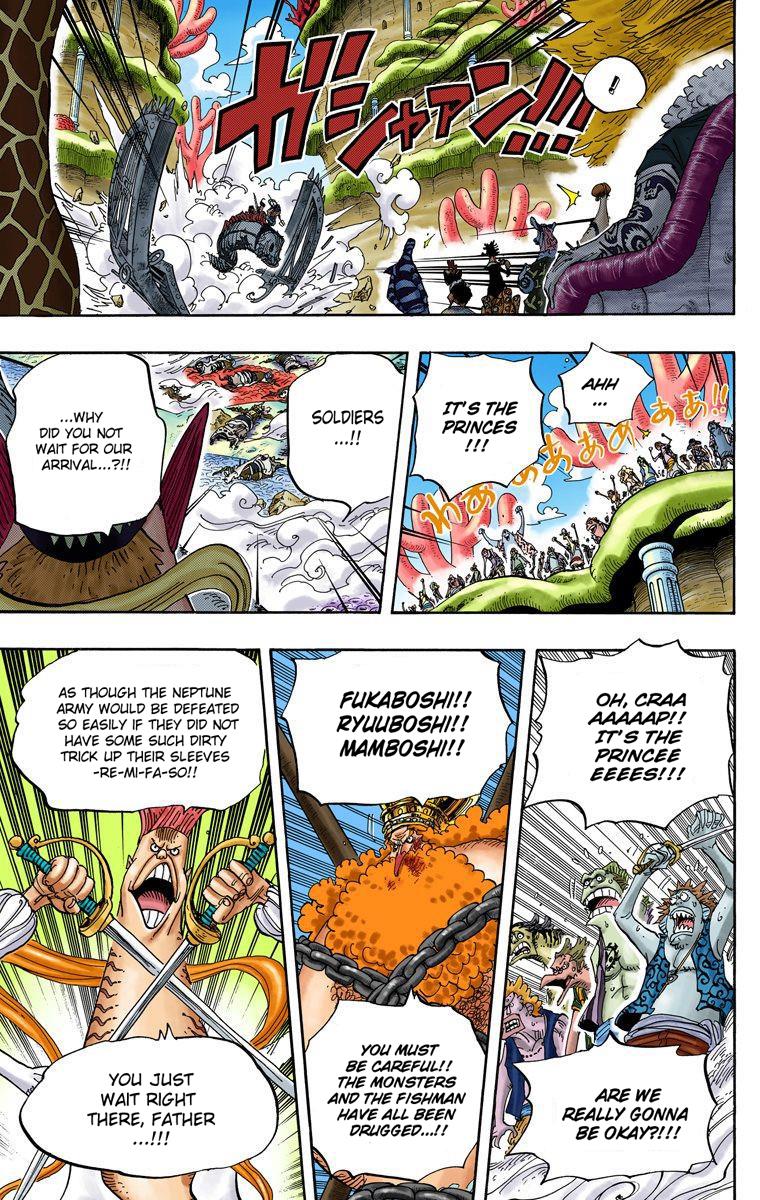 ガシャアン!!!
!
AHH
...
IT'S THE
PRINCES
!!!
わあぁめあぁあぁあ!!
SOLDIERS
...!!
...WHY
DID YOU NOT
WAIT FOR OUR
ARRIVAL...?!!
OH, CRAA
AAAAAP!!
IT'S THE
PRINCEE
EEEES!!!
ARE WE
REALLY GONNA
BE OKAY?!!!
FUKABOSHI!!
RYUUBOSHI!!
MAMBOSHI!!
YOU MUST
BE CAREFUL!!
THE MONSTERS
AND THE FISHMAN
HAVE ALL BEEN
DRUGGED...!!
AS THOUGH THE NEPTUNE
ARMY WOULD BE DEFEATED
SO EASILY IF THEY DID NOT
HAVE SOME SUCH DIRTY
TRICK UP THEIR SLEEVES
-RE-MI-FA-SO!!
YOU JUST
WAIT RIGHT
THERE, FATHER
...!!!